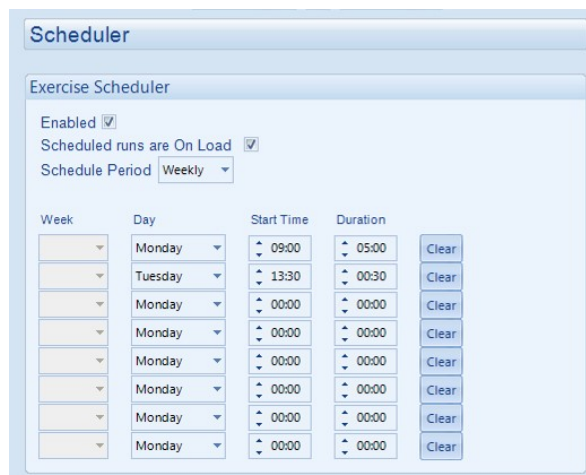 Scheduler
Exercise Scheduler
Enabled
Scheduled runs are On Load
Schedule Period Weekly
Week Day Start Time Duration
Monday 09:00 05:00 Clear
Tuesday 13:30 00:30 Clear
Monday 00:00 00:00 Clear
Monday 00:00 00:00 Clear
Monday 00:00 00:00 Clear
Monday 00:00 00:00 Clear
Monday 00:00 00:00 Clear
Monday 00:00 00:00 Clear